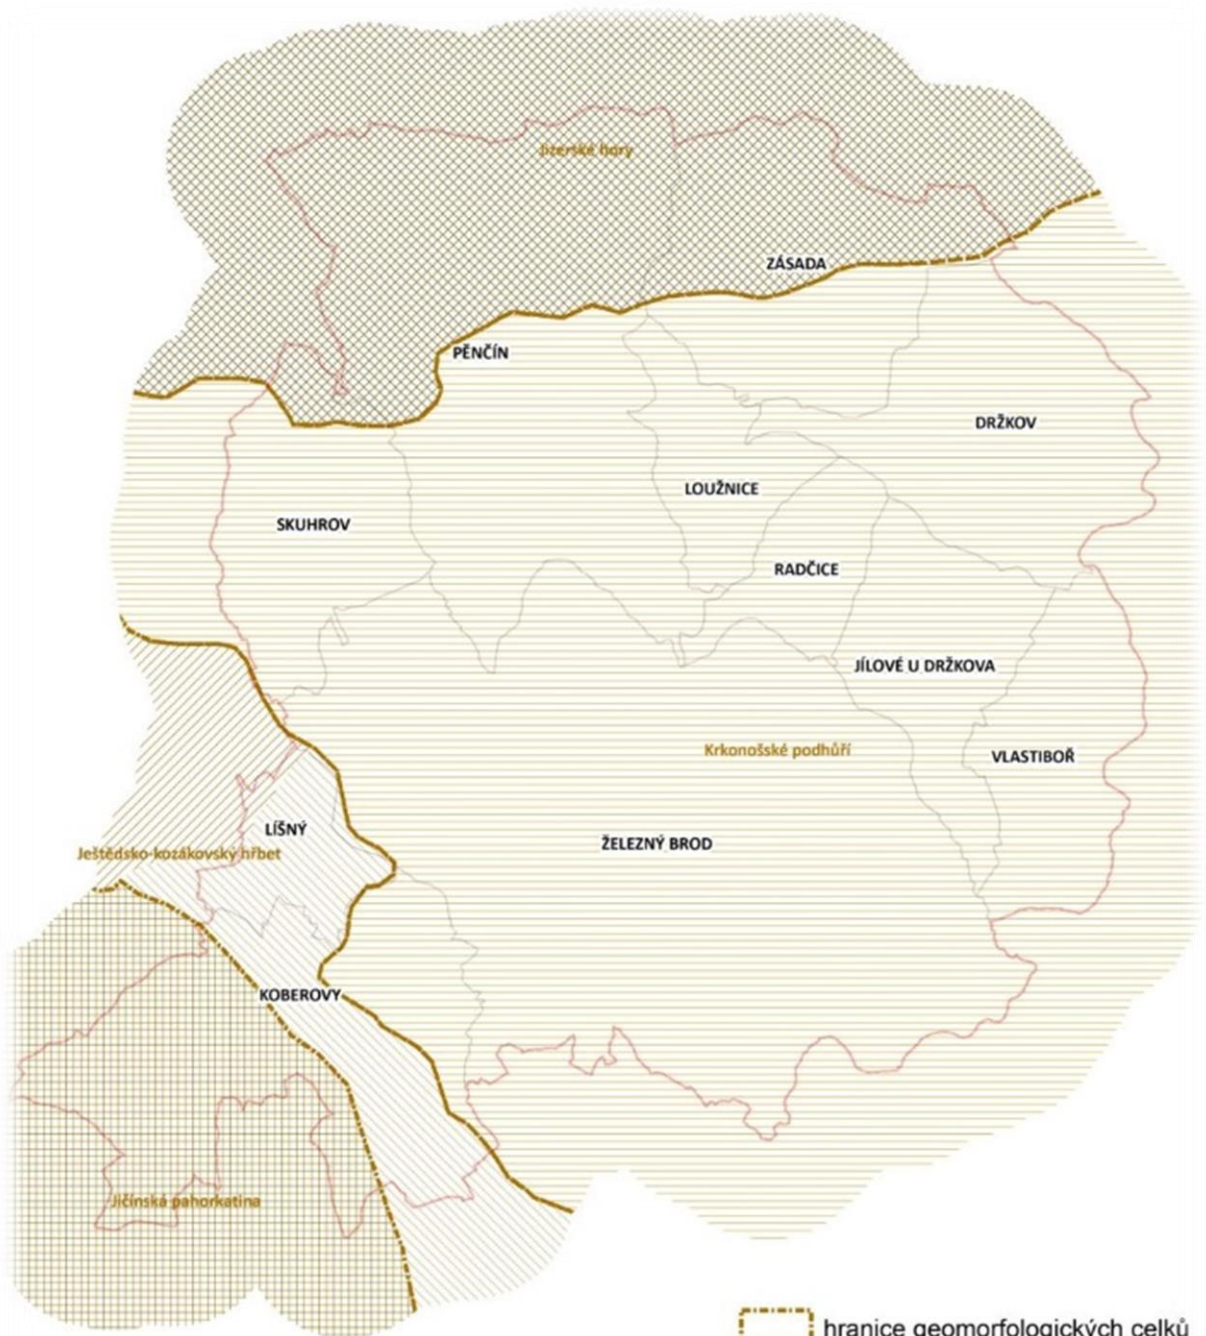 Jizerské hory
ZÁSADA
PĚNČÍN
DRŽKOV
LOUŽNICE
SKUHROV
RADČICE
JÍLOVÉ U DRŽKOVA
Krkonošské podhůří
VLASTIBOŘ
LÍŠNÝ
ŽELEZNÝ BROD
Ještědsko-kozákovský hřbet
KOBEROVY
Jičínská pahorkatina
hranice geomorfologických celků